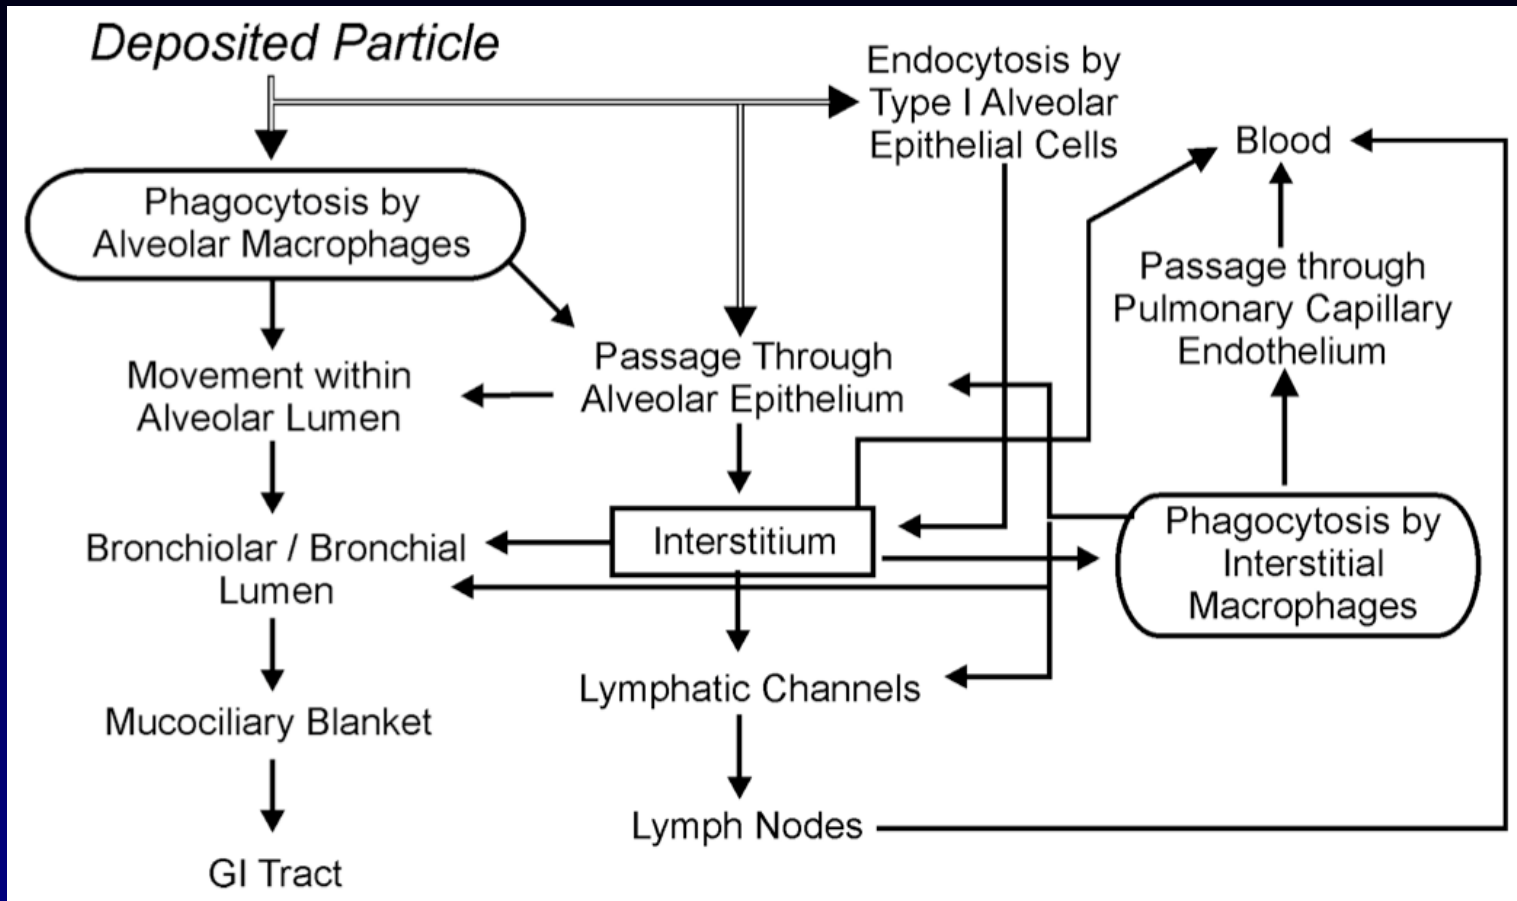 Deposited Particle
Endocytosis by
Type I Alveolar
Epithelial Cells
Blood
Phagocytosis by
Alveolar Macrophages
Passage through
Pulmonary Capillary
Endothelium
Passage Through
Alveolar Epithelium
Movement within
Alveolar Lumen
Interstitium
Phagocytosis by
Interstitial
Macrophages
Bronchiolar / Bronchial
Lumen
Lymphatic Channels
Mucociliary Blanket
Lymph Nodes
GI Tract